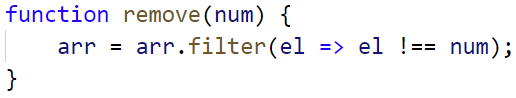 function remove(num) {
    arr = arr.filter(el => el !== num);
}